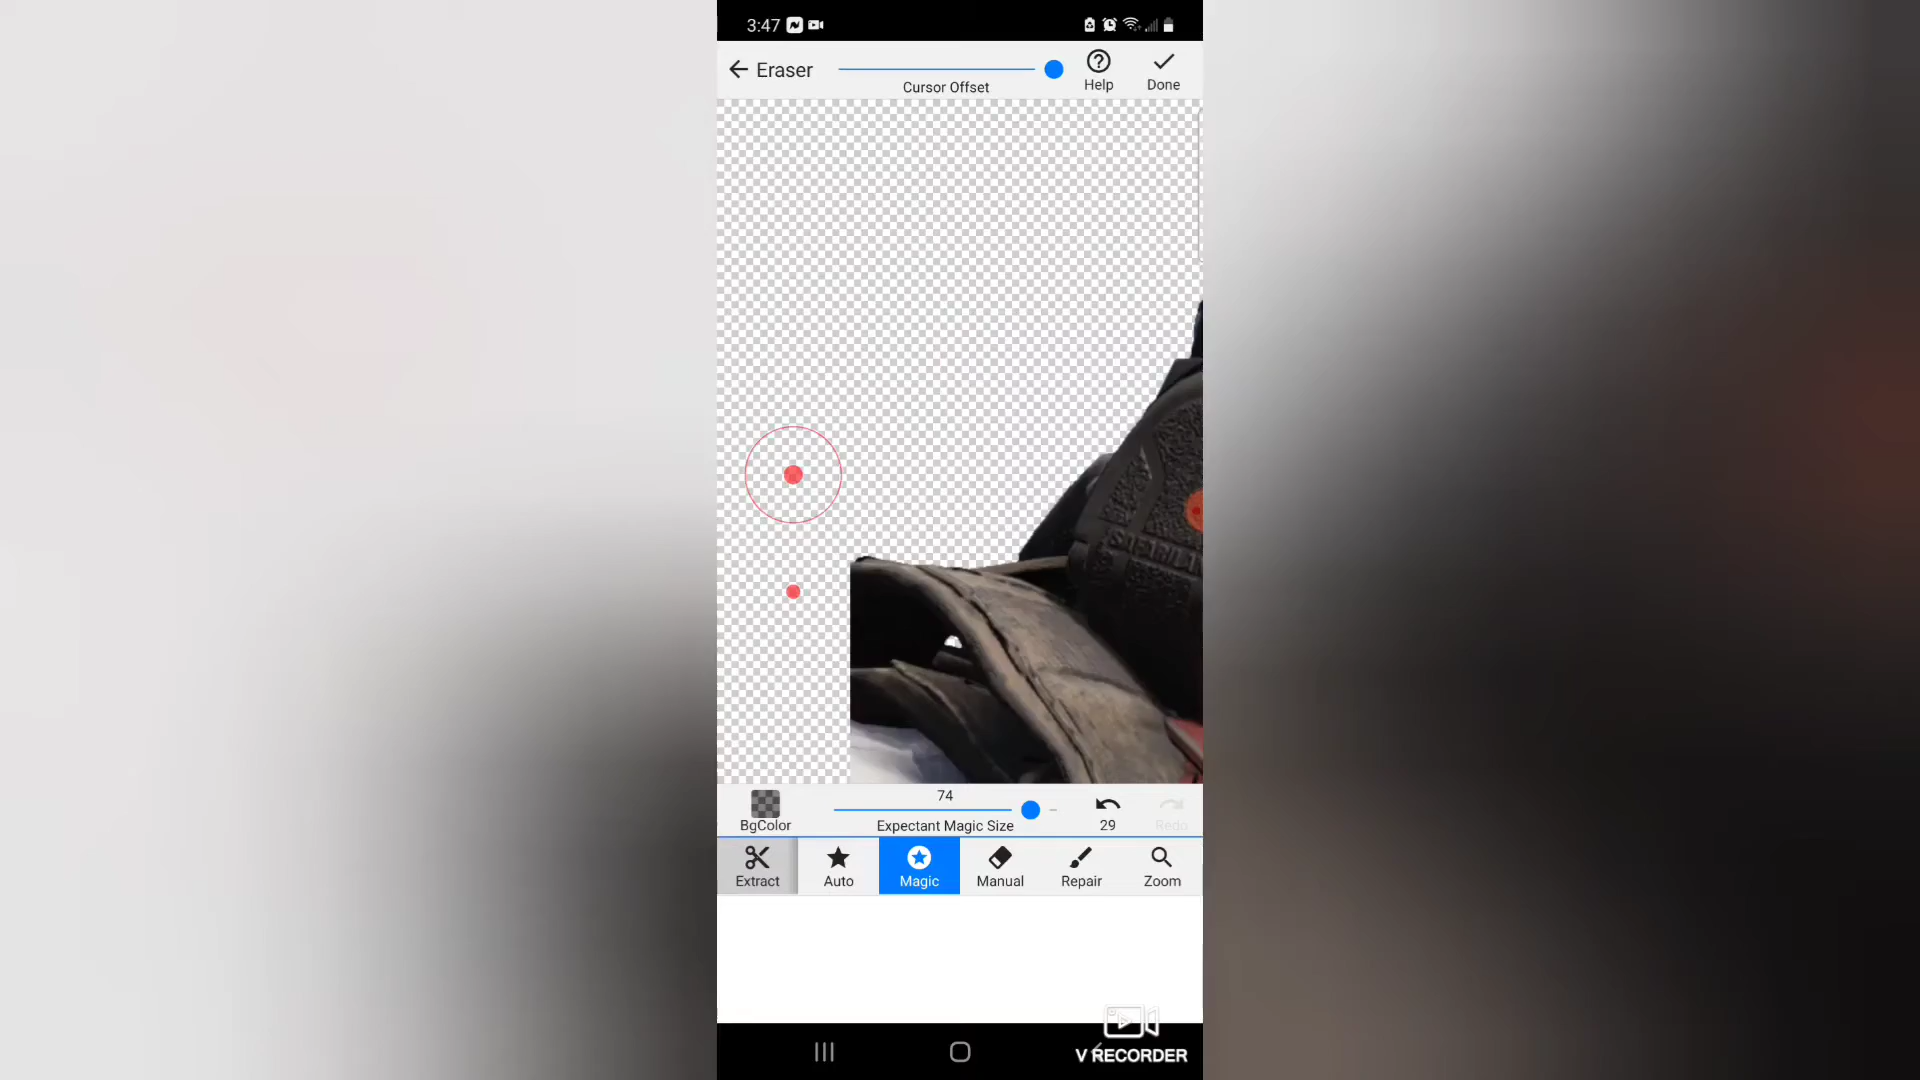 3:47
Eraser
Cursor Offset
Help
Done
74
BgColor
Expectant Magic Size
29
Redo
Extract
Auto
Magic
Manual
Repair
Zoom
V RECORDER